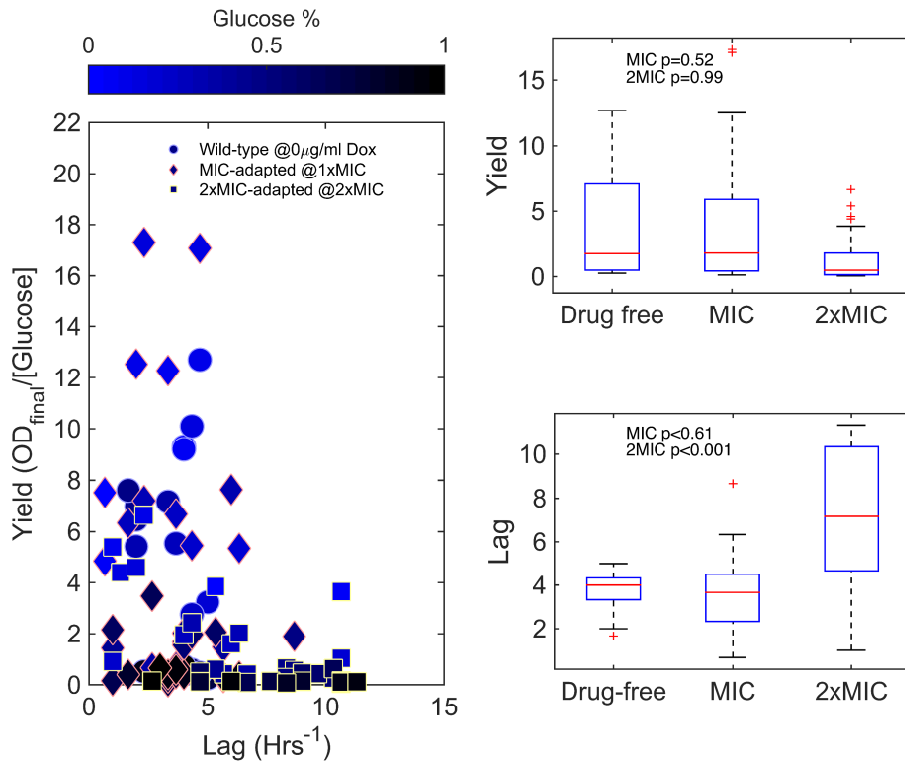 Glucose %
0 0.5 1
22
20
18
16
14
12
10
8
6
4
2
0
Yield (OD_final/[Glucose]
Wild-type @0μg/ml Dox
MIC-adapted @1xMIC
2xMIC-adapted @2xMIC
0 5 10 15
Lag (Hrs^-1)
15
10
5
0
Yield
MIC p=0.52
2MIC p=0.99
Drug free MIC 2xMIC
10
8
6
4
2
Lag
MIC p<0.61
2MIC p<0.001
Drug-free MIC 2xMIC